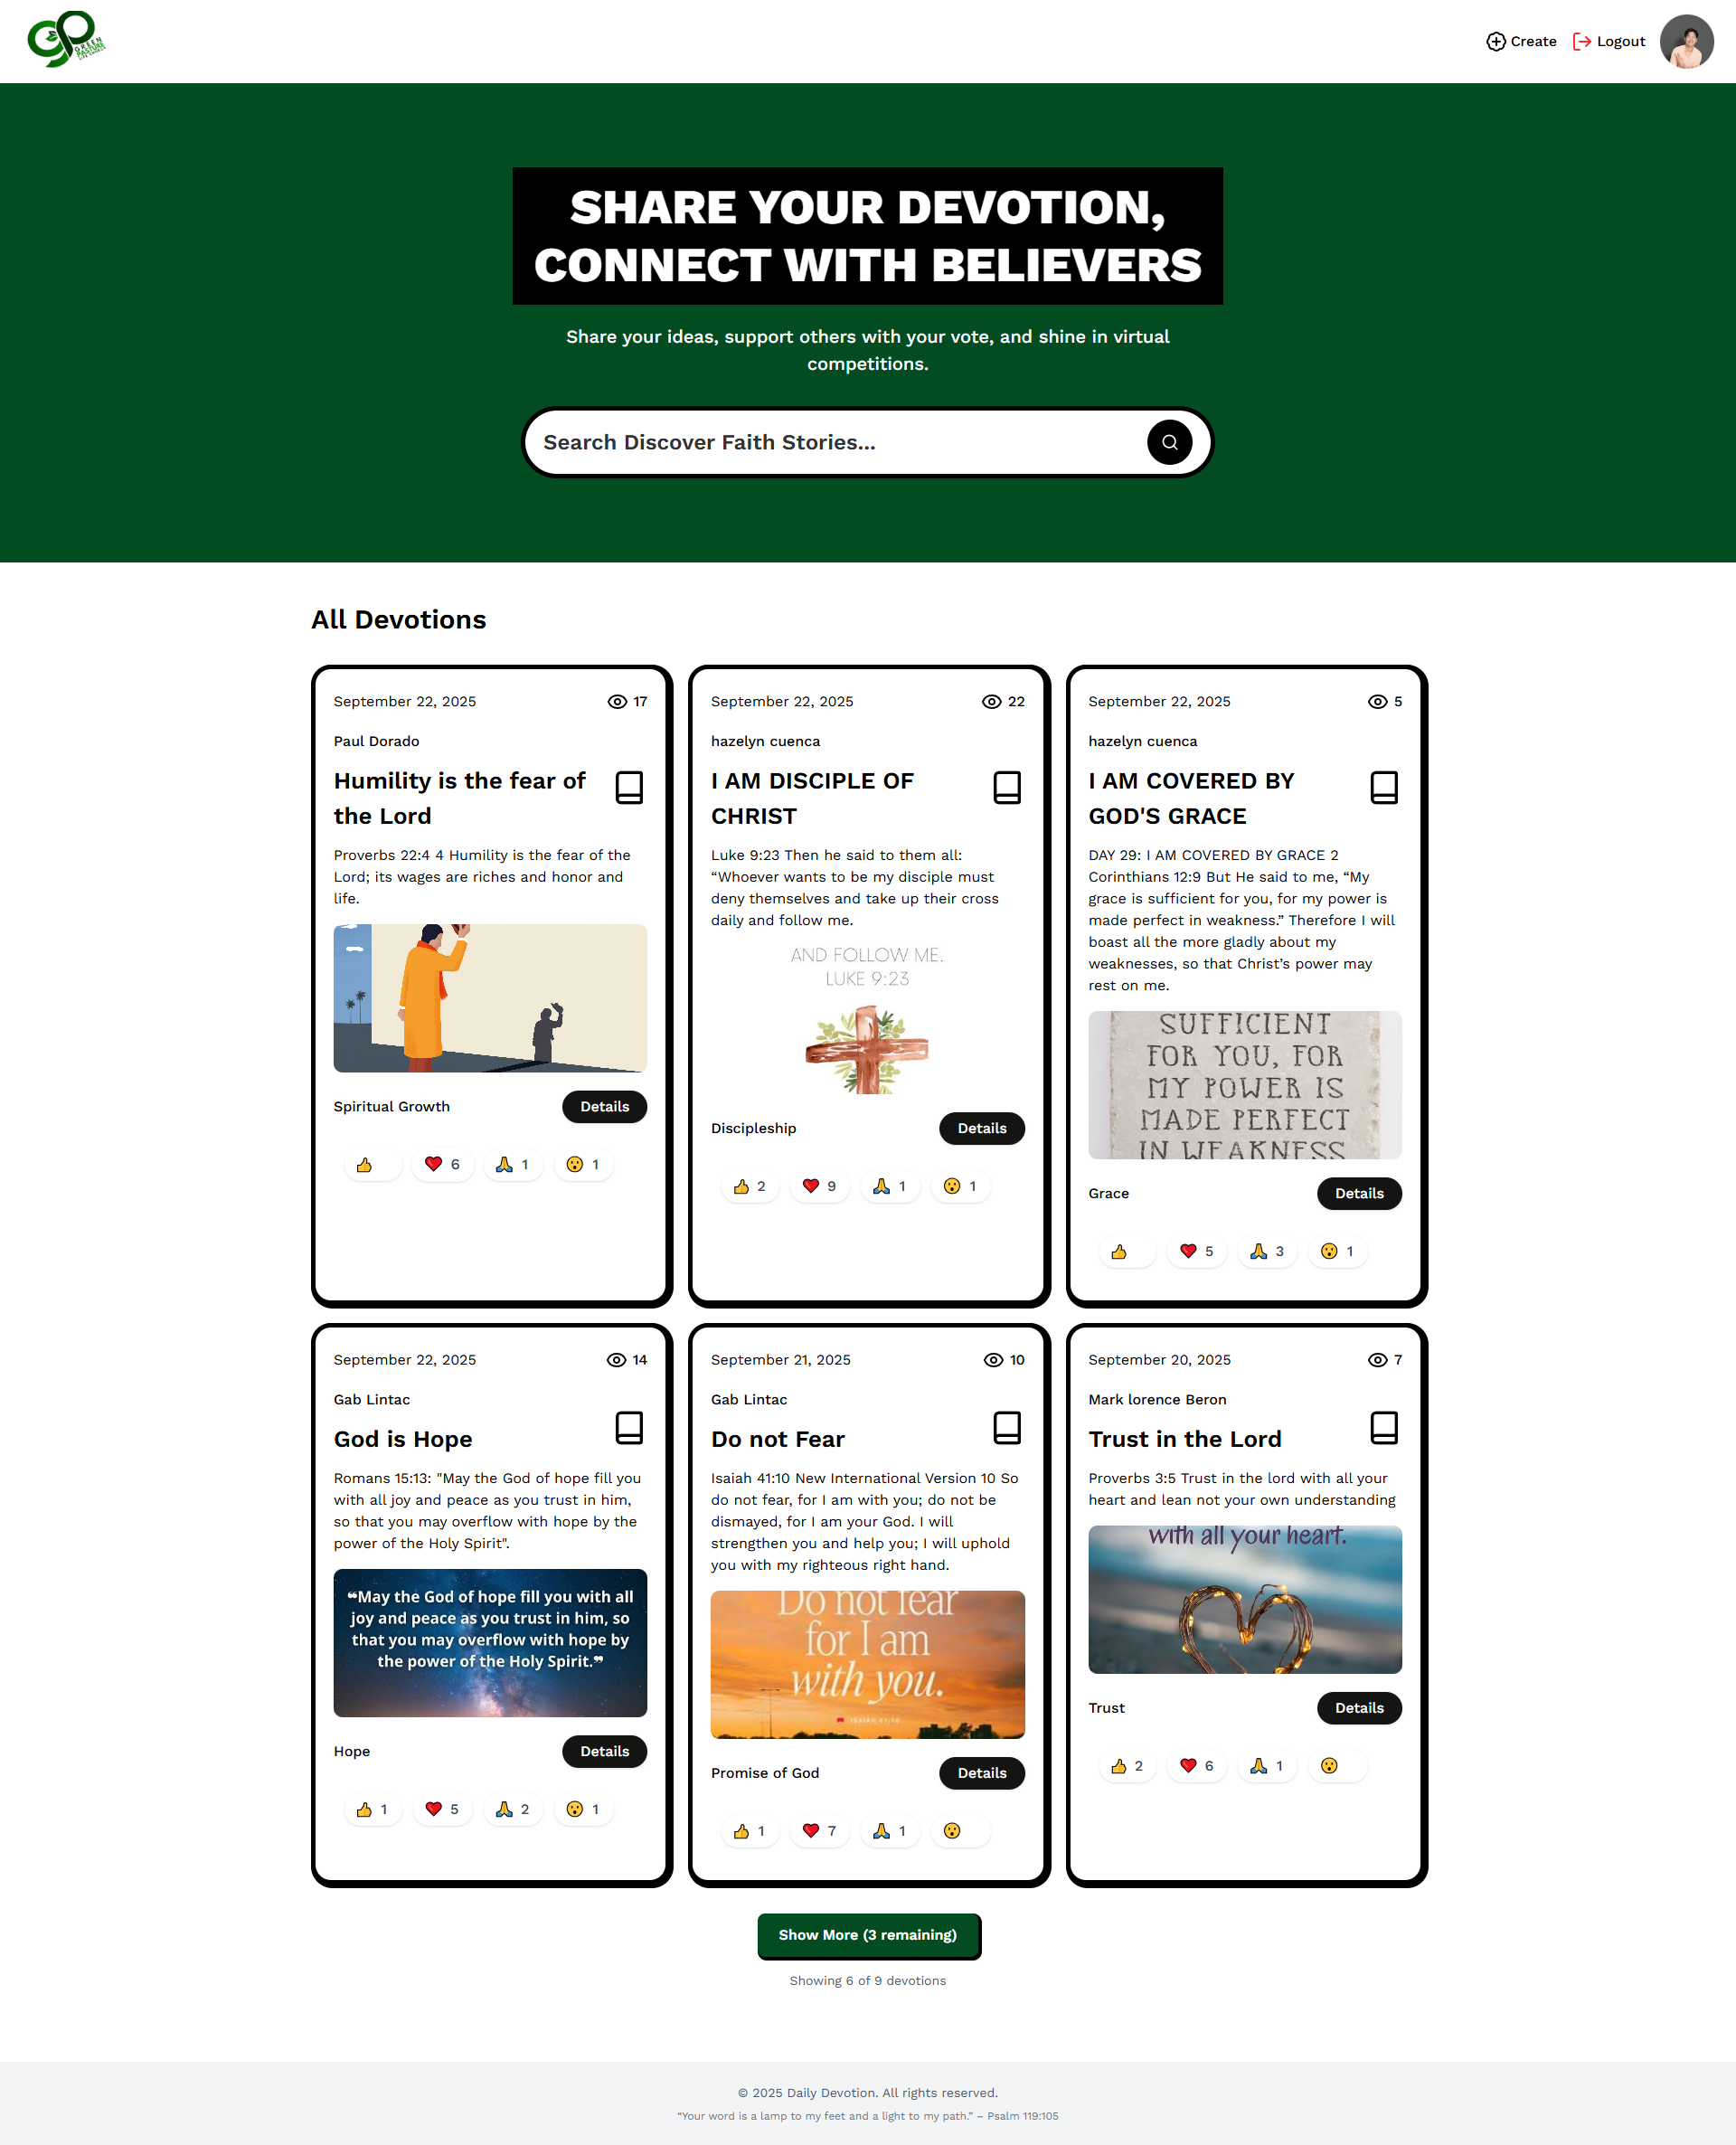 GREEN
PASTURE
Create
Logout
SHARE YOUR DEVOTION,
CONNECT WITH BELIEVERS
Share your ideas, support others with your vote, and shine in virtual
competitions.
Search Discover Faith Stories...
All Devotions
September 22, 2025
17
Paul Dorado
Humility is the fear of
the Lord
Proverbs 22:4 4 Humility is the fear of the
Lord; its wages are riches and honor and
life.
Spiritual Growth
Details
6
1
1
September 22, 2025
22
hazelyn cuenca
I AM DISCIPLE OF
CHRIST
Luke 9:23 Then he said to them all:
“Whoever wants to be my disciple must
deny themselves and take up their cross
daily and follow me.
AND FOLLOW ME.
LUKE 9:23
Discipleship
Details
2
9
1
1
September 22, 2025
5
hazelyn cuenca
I AM COVERED BY
GOD'S GRACE
DAY 29: I AM COVERED BY GRACE 2
Corinthians 12:9 But He said to me, “My
grace is sufficient for you, for my power is
made perfect in weakness.” Therefore I will
boast all the more gladly about my
weaknesses, so that Christ’s power may
rest on me.
SUFFICIENT
FOR YOU, FOR
MY POWER IS
MADE PERFECT
IN WEAKNESS
Grace
Details
5
3
1
September 22, 2025
14
Gab Lintac
God is Hope
Romans 15:13: "May the God of hope fill you
with all joy and peace as you trust in him,
so that you may overflow with hope by the
power of the Holy Spirit".
❝May the God of hope fill you with all
joy and peace as you trust in him, so
that you may overflow with hope by
the power of the Holy Spirit.❞
Hope
Details
1
5
2
1
September 21, 2025
10
Gab Lintac
Do not Fear
Isaiah 41:10 New International Version 10 So
do not fear, for I am with you; do not be
dismayed, for I am your God. I will
strengthen you and help you; I will uphold
you with my righteous right hand.
Do not fear
for I am
with you.
ISAIAH 41:10
Promise of God
Details
1
7
1
September 20, 2025
7
Mark lorence Beron
Trust in the Lord
Proverbs 3:5 Trust in the lord with all your
heart and lean not your own understanding
with all your heart.
Trust
Details
2
6
1
Show More (3 remaining)
Showing 6 of 9 devotions
© 2025 Daily Devotion. All rights reserved.
“Your word is a lamp to my feet and a light to my path.” – Psalm 119:105